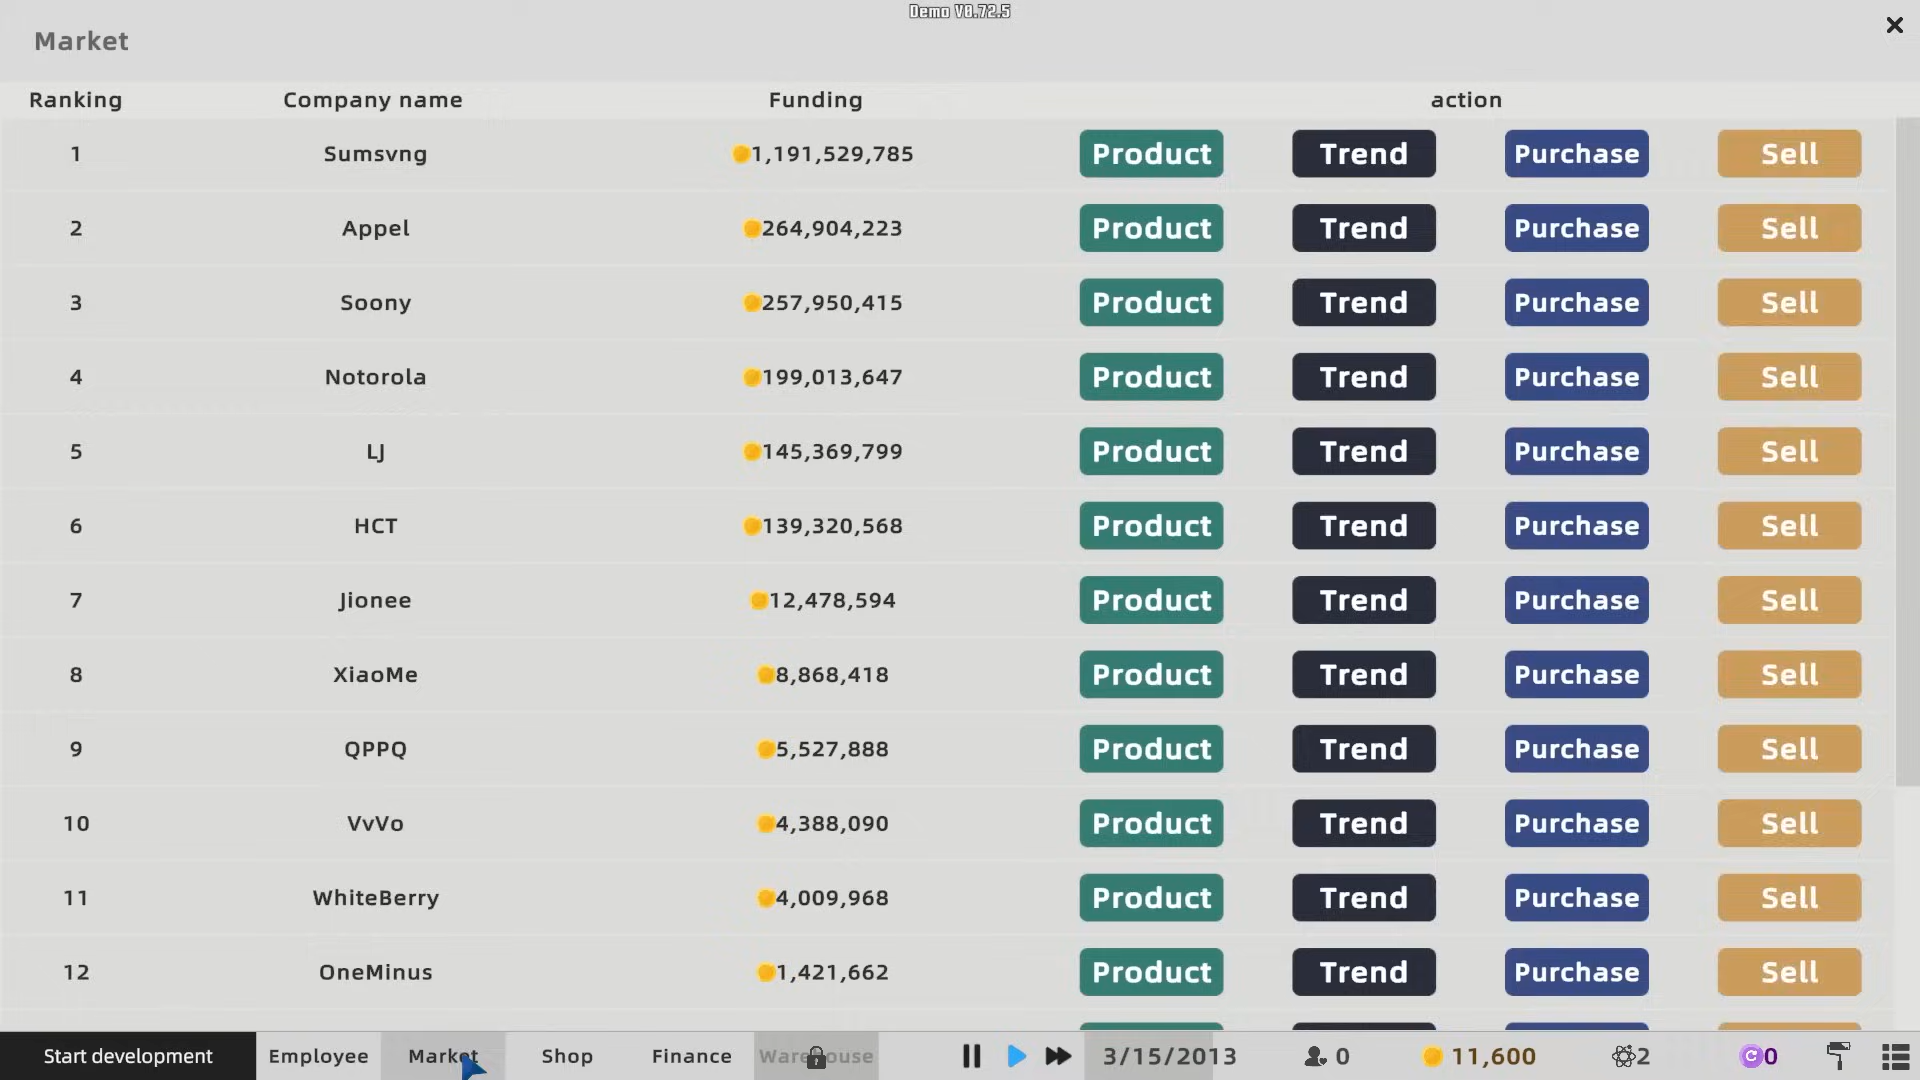 Demo V0.72.5
Market
Ranking Company name Funding action
1 Sumsvng 1,191,529,785 Product Trend Purchase Sell
2 Appel 264,904,223 Product Trend Purchase Sell
3 Soony 257,950,415 Product Trend Purchase Sell
4 Notorola 199,013,647 Product Trend Purchase Sell
5 LJ 145,369,799 Product Trend Purchase Sell
6 HCT 139,320,568 Product Trend Purchase Sell
7 Jionee 12,478,594 Product Trend Purchase Sell
8 XiaoMe 8,868,418 Product Trend Purchase Sell
9 QPPQ 5,527,888 Product Trend Purchase Sell
10 VvVo 4,388,090 Product Trend Purchase Sell
11 WhiteBerry 4,009,968 Product Trend Purchase Sell
12 OneMinus 1,421,662 Product Trend Purchase Sell
Start development Employee Market Shop Finance Warehouse 3/15/2013 0 11,600 2 0